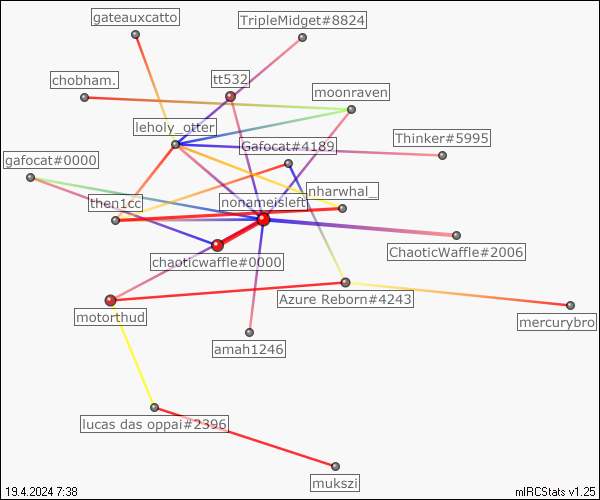 gateauxcatto
TripleMidget#8824
chobham.
tt532
moonraven
leholy_otter
Thinker#5995
Gafocat#4189
gafocat#0000
nharwhal_
then1cc
nonameisleft
chaoticwaffle#0000
ChaoticWaffle#2006
Azure Reborn#4243
motorthud
mercurybro
amah1246
lucas das oppai#2396
mukszi
19.4.2024 7:38
mIRCStats v1.25